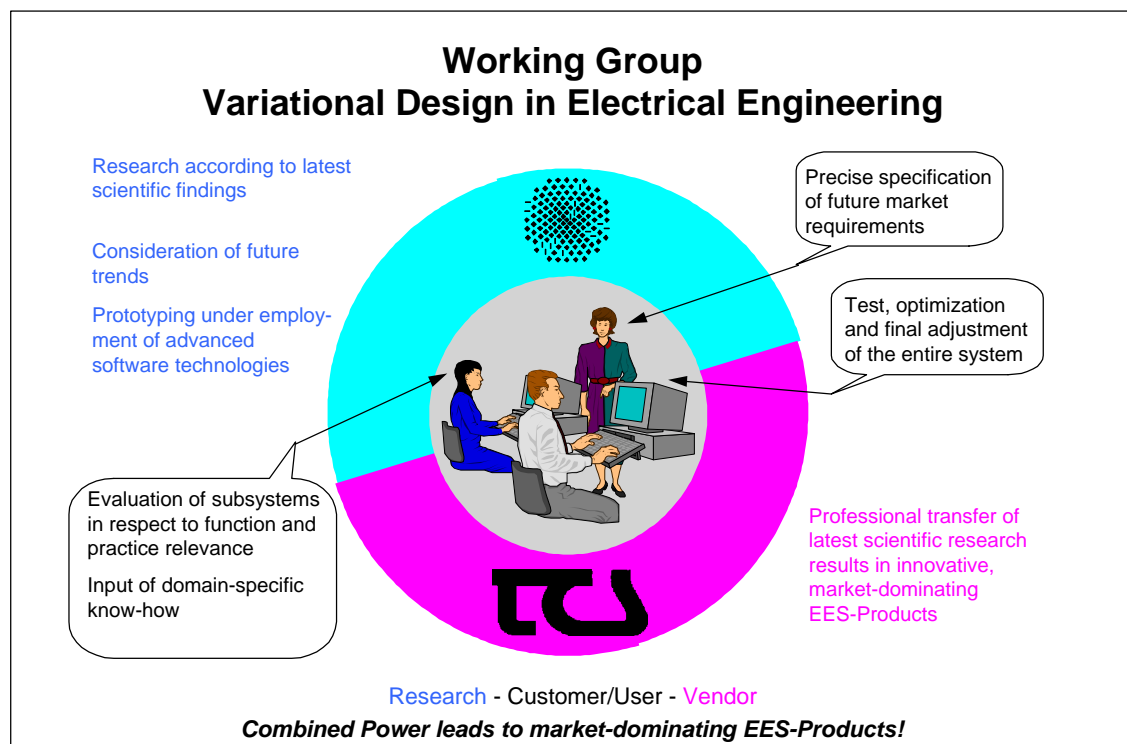 Working Group
Variational Design in Electrical Engineering
Research according to latest
scientific findings
Consideration of future
trends
Prototyping under employ-
ment of advanced
software technologies
Precise specification
of future market
requirements
Test, optimization
and final adjustment
of the entire system
Evaluation of subsystems
in respect to function and
practice relevance
Input of domain-specific
know-how
Professional transfer of
latest scientific research
results in innovative,
market-dominating
EES-Products
TCS
Research - Customer/User - Vendor
Combined Power leads to market-dominating EES-Products!